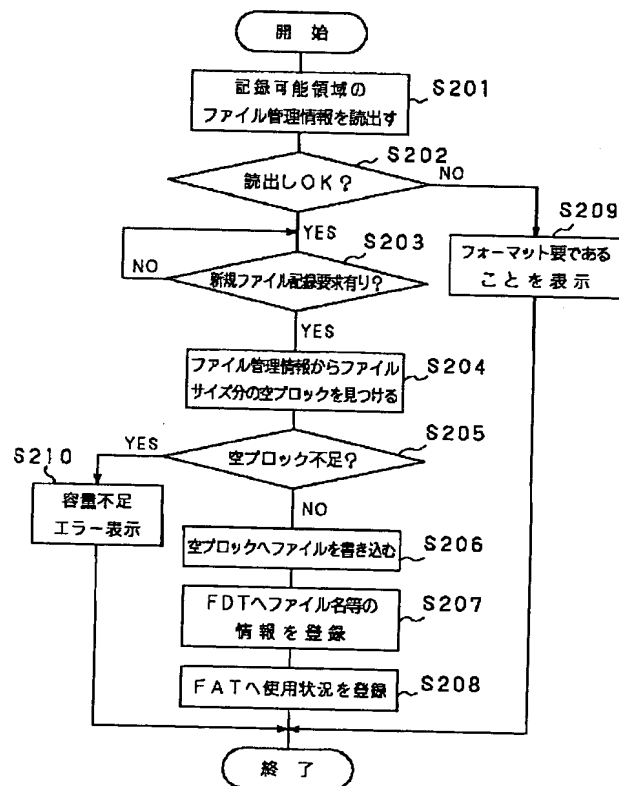 開始
記録可能領域の
ファイル管理情報を読出す
S201
S202
読出しOK?
NO
YES
S209
フォーマット要である
ことを表示
S203
NO
新規ファイル記録要求有り?
YES
ファイル管理情報からファイル
サイズ分の空ブロックを見つける
S204
S205
YES
空ブロック不足?
S210
容量不足
エラー表示
NO
空ブロックへファイルを書き込む
S206
FDTへファイル名等の
情報を登録
S207
FATへ使用状況を登録
S208
終了